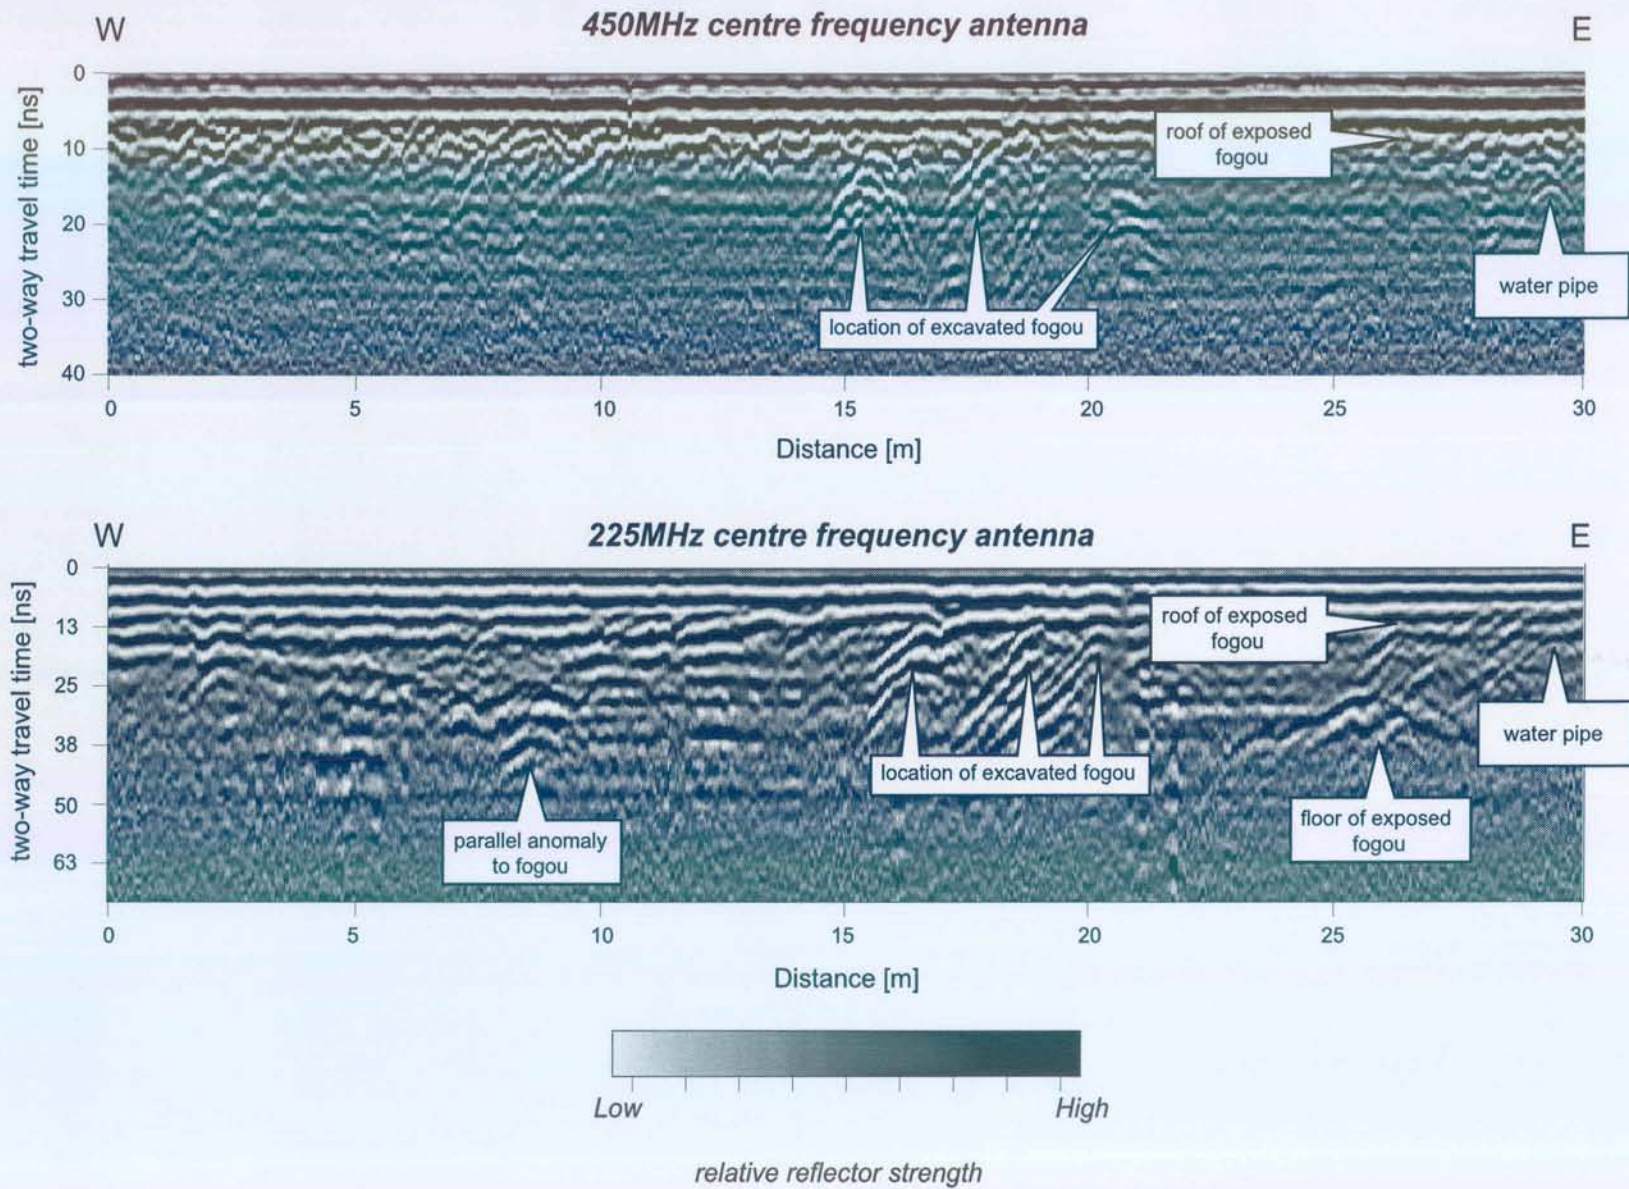 W
450MHz centre frequency antenna
E
two-way travel time [ns]
0
10
20
30
40
roof of exposed
fogou
water pipe
location of excavated fogou
0
5
10
15
20
25
30
Distance [m]
W
225MHz centre frequency antenna
E
two-way travel time [ns]
0
13
25
38
50
63
roof of exposed
fogou
water pipe
location of excavated fogou
parallel anomaly
to fogou
floor of exposed
fogou
0
5
10
15
20
25
30
Distance [m]
Low
High
relative reflector strength